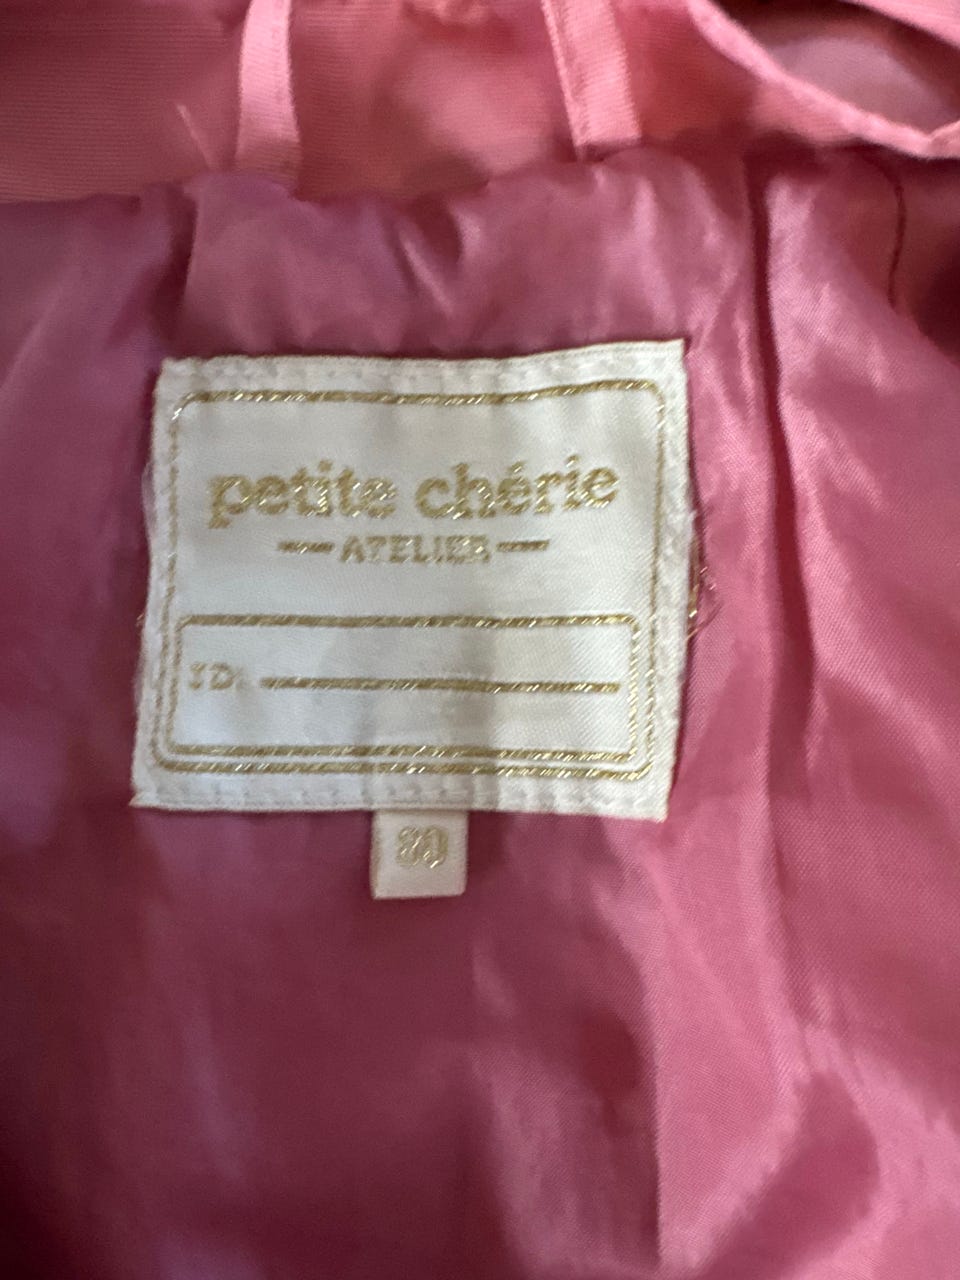 petite chérie
ATELIER
ID.
80